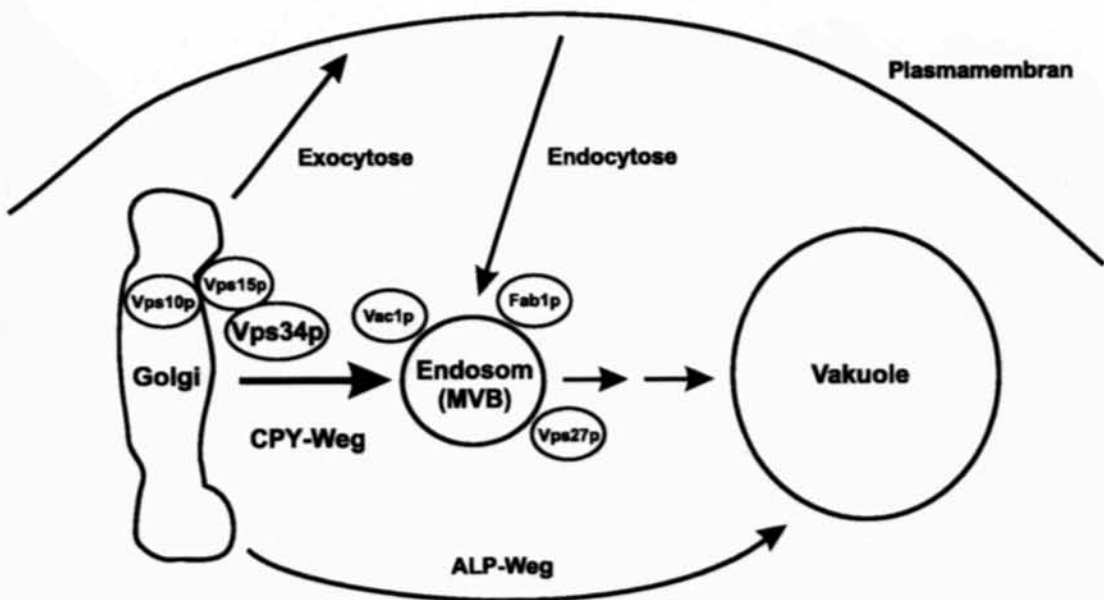 Plasmamembran
Exocytose
Endocytose
Vps10p
Vps15p
Vps34p
Vac1p
Fab1p
Golgi
Endosom
(MVB)
Vakuole
Vps27p
CPY-Weg
ALP-Weg